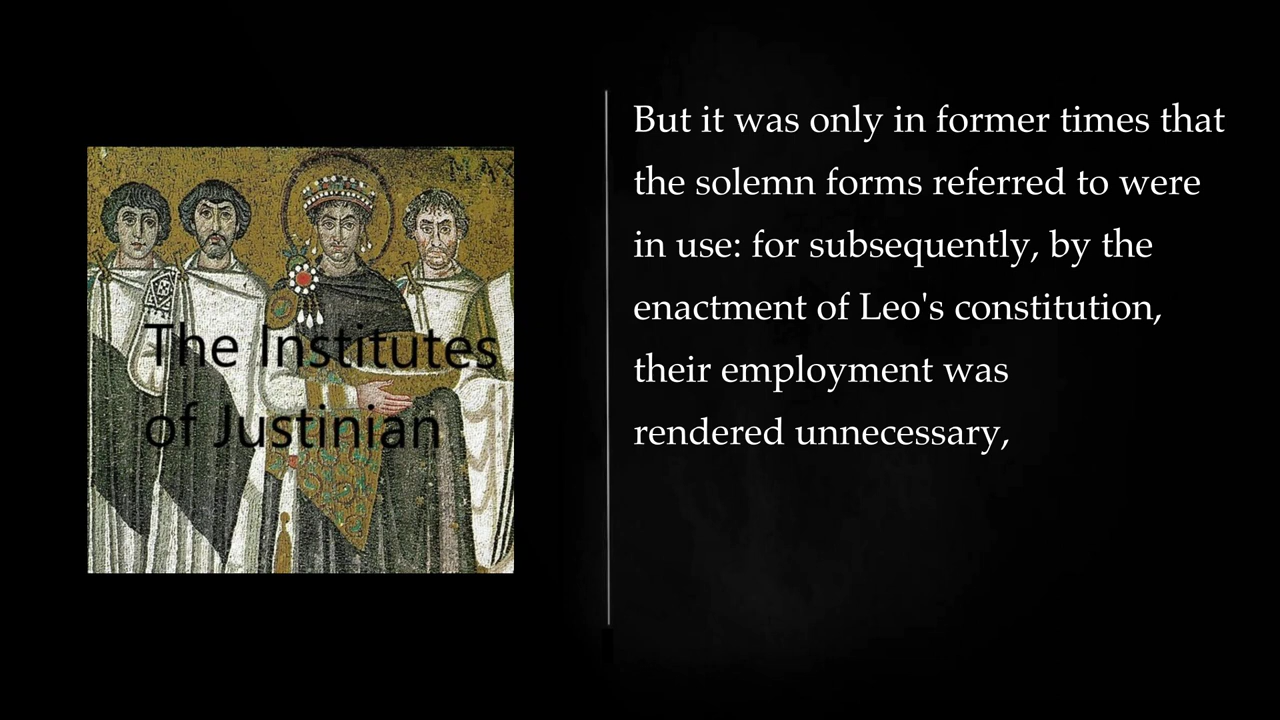 The Institutes
of Justinian
But it was only in former times that
the solemn forms referred to were
in use: for subsequently, by the
enactment of Leo's constitution,
their employment was
rendered unnecessary,